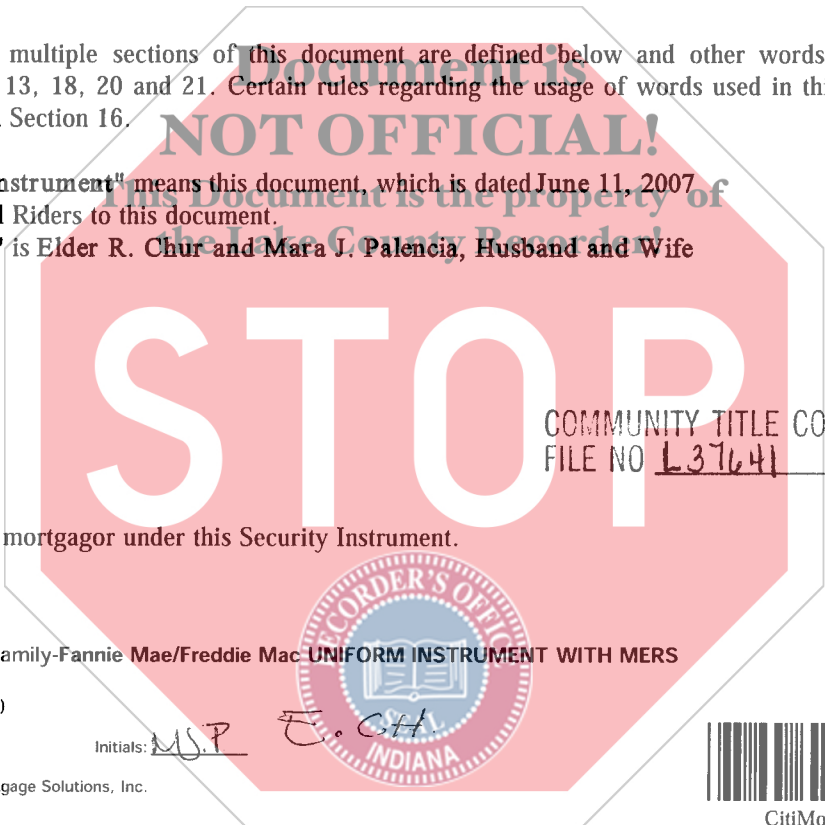 multiple sections of this document are defined below and other words
Document is
13, 18, 20 and 21. Certain rules regarding the usage of words used in thi
Section 16.
NOT OFFICIAL!
nstrument" means this document, which is dated June 11, 2007
This Document is the property of
l Riders to this document.
the Lake County Recorder!
" is Elder R. Chur and Mara J. Palencia, Husband and Wife
STOP
COMMUNITY TITLE CO
FILE NO L37641
mortgagor under this Security Instrument.
RECORDER'S OFFICE
amily-Fannie Mae/Freddie Mac UNIFORM INSTRUMENT WITH MERS
)
SEAL
Initials: MJ.P E. CH.
INDIANA
gage Solutions, Inc.
CitiMo